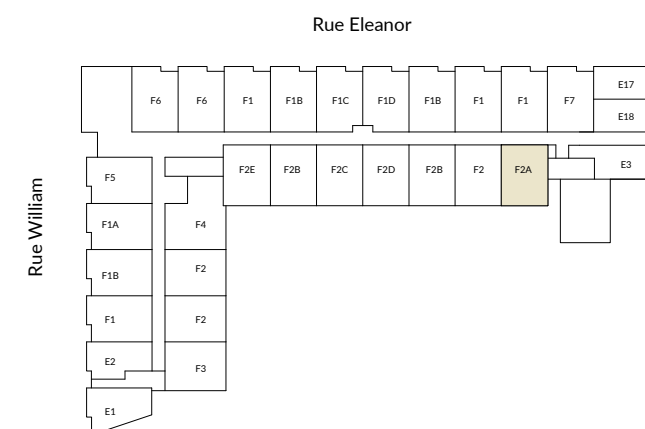 Rue Eleanor
F6 F6 F1 F1B F1C F1D F1B F1 F1 F7 E17
E18
F2E F2B F2C F2D F2B F2 F2A E3
F5
F1A F4
F1B F2
F1 F2
E2 F3
E1
Rue William